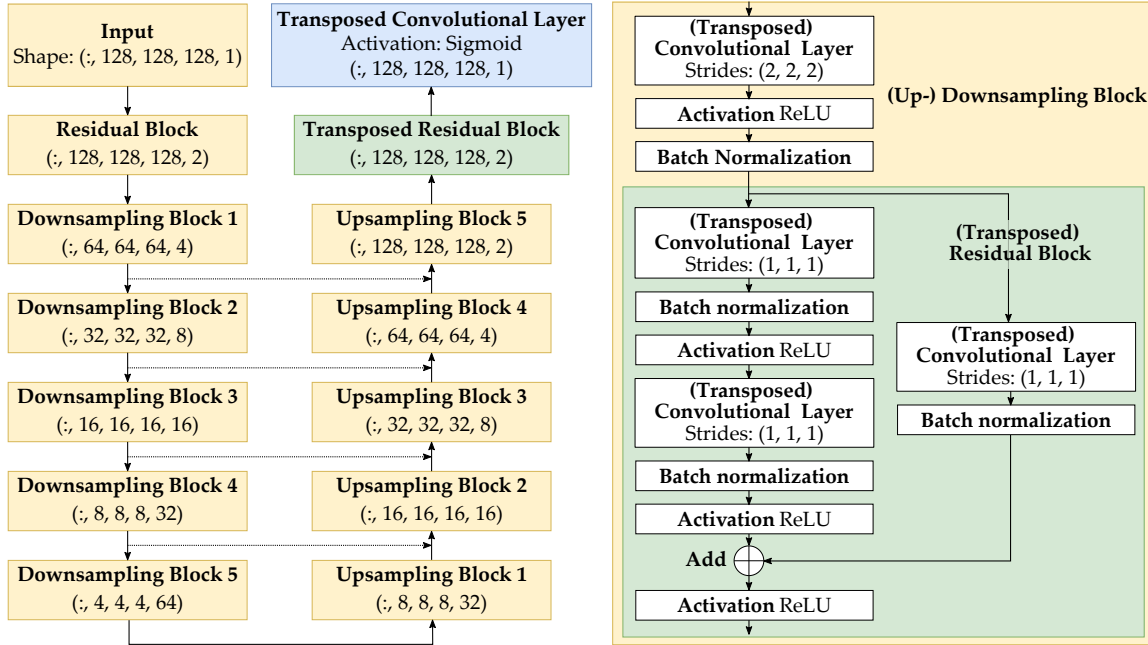 Input
Shape: (:, 128, 128, 128, 1)
Residual Block
(:, 128, 128, 128, 2)
Downsampling Block 1
(:, 64, 64, 64, 4)
Downsampling Block 2
(:, 32, 32, 32, 8)
Downsampling Block 3
(:, 16, 16, 16, 16)
Downsampling Block 4
(:, 8, 8, 8, 32)
Downsampling Block 5
(:, 4, 4, 4, 64)
Transposed Convolutional Layer
Activation: Sigmoid
(:, 128, 128, 128, 1)
Transposed Residual Block
(:, 128, 128, 128, 2)
Upsampling Block 5
(:, 128, 128, 128, 2)
Upsampling Block 4
(:, 64, 64, 64, 4)
Upsampling Block 3
(:, 32, 32, 32, 8)
Upsampling Block 2
(:, 16, 16, 16, 16)
Upsampling Block 1
(:, 8, 8, 8, 32)
(Transposed)
Convolutional Layer
Strides: (2, 2, 2)
Activation ReLU
Batch Normalization
(Up-) Downsampling Block
(Transposed)
Convolutional Layer
Strides: (1, 1, 1)
Batch normalization
Activation ReLU
(Transposed)
Convolutional Layer
Strides: (1, 1, 1)
Batch normalization
Activation ReLU
Add
Activation ReLU
(Transposed)
Residual Block
(Transposed)
Convolutional Layer
Strides: (1, 1, 1)
Batch normalization